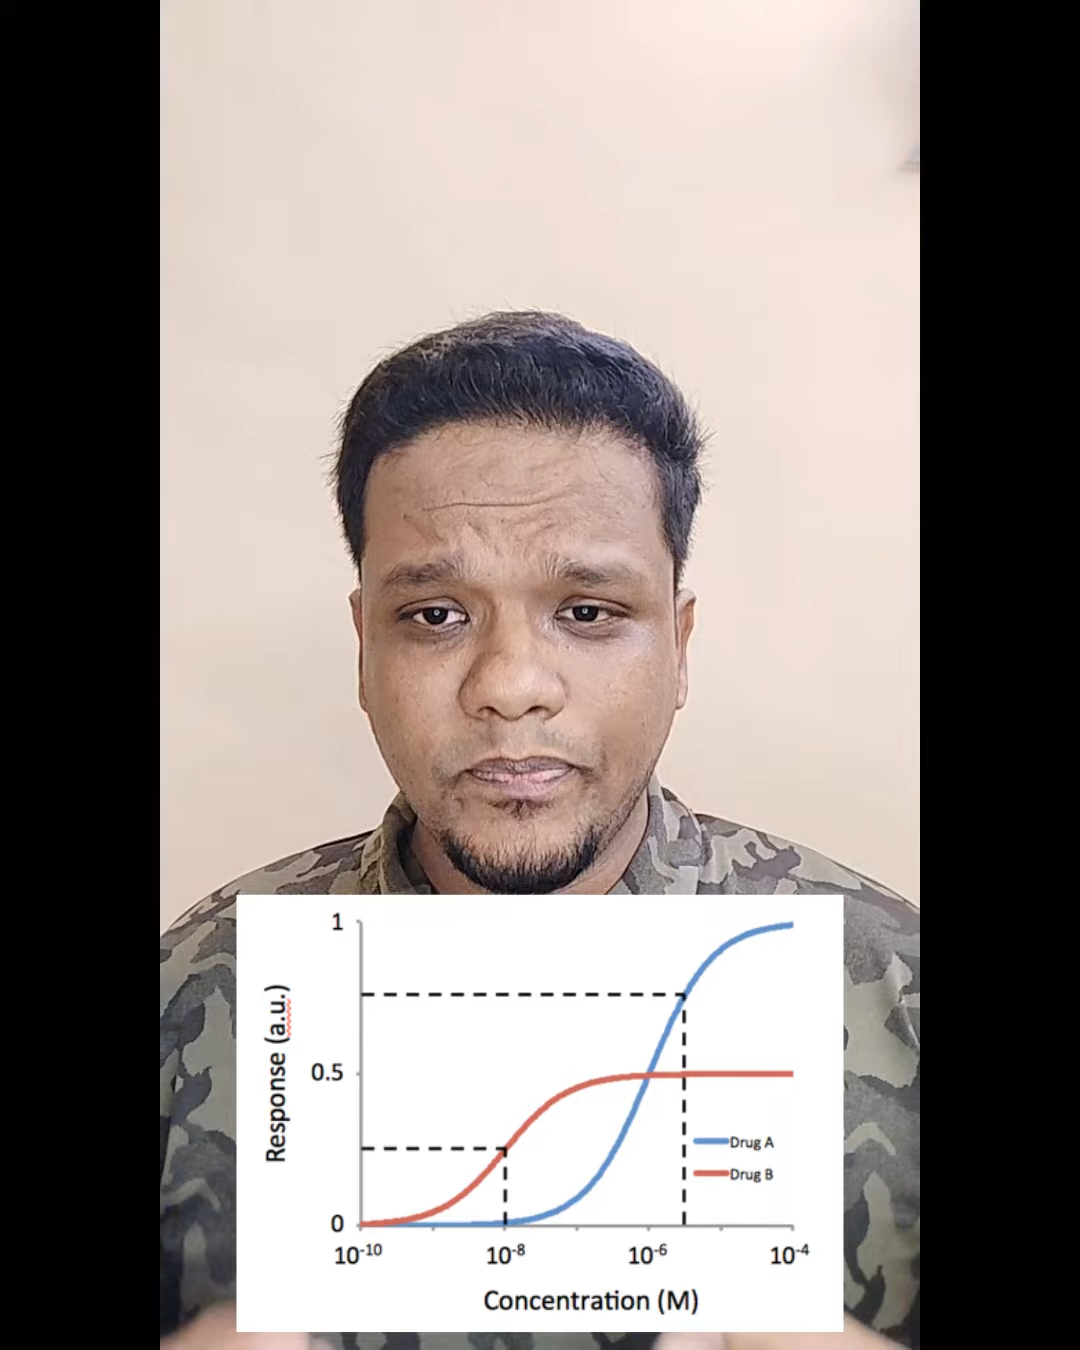 1
0.5
0
Response (a.u.)
Drug A
Drug B
10⁻¹⁰ 10⁻⁸ 10⁻⁶ 10⁻⁴
Concentration (M)